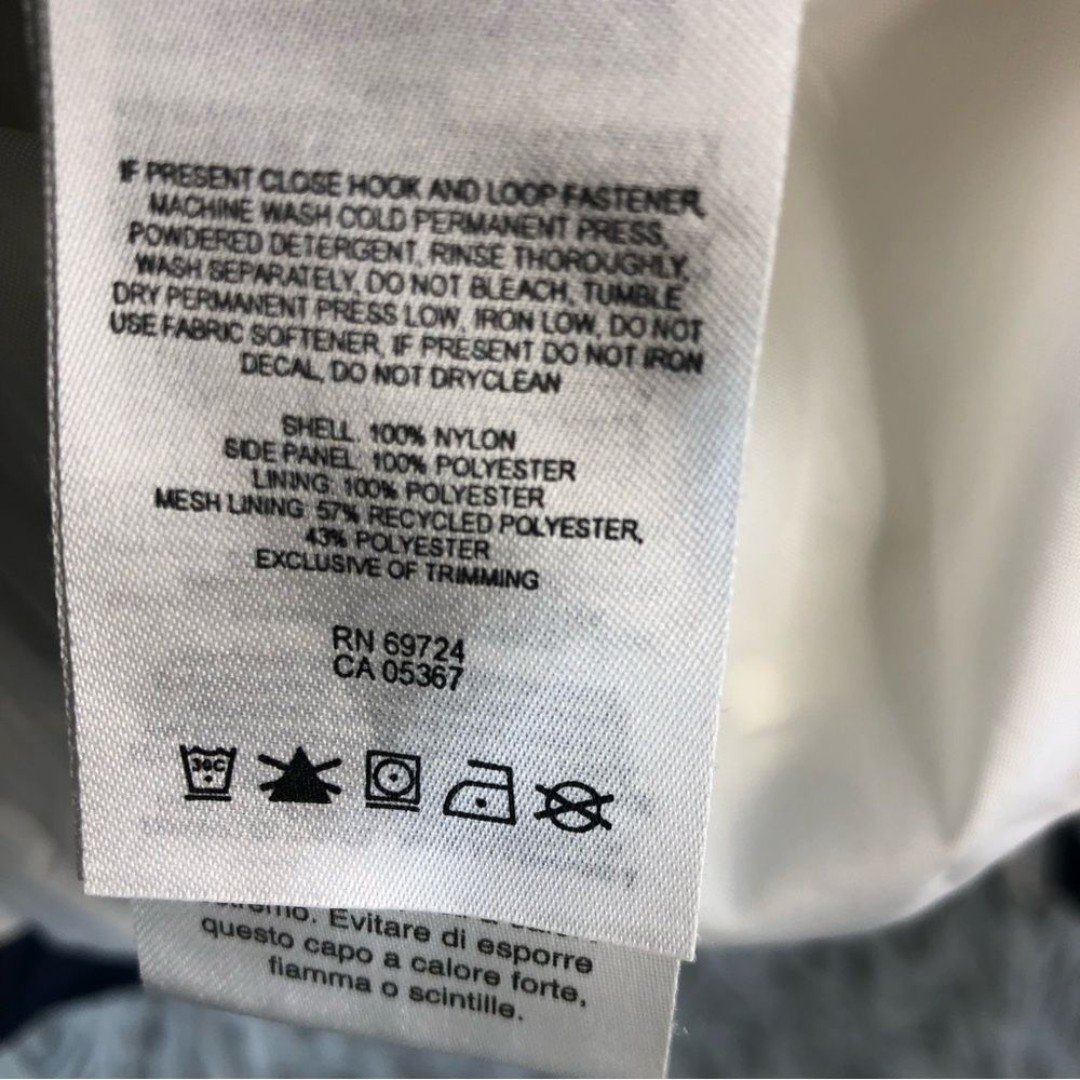 IF PRESENT CLOSE HOOK AND LOOP FASTENER,
MACHINE WASH COLD PERMANENT PRESS,
POWDERED DETERGENT, RINSE THOROUGHLY,
WASH SEPARATELY, DO NOT BLEACH, TUMBLE
DRY PERMANENT PRESS LOW, IRON LOW, DO NOT
USE FABRIC SOFTENER, IF PRESENT DO NOT IRON
DECAL, DO NOT DRYCLEAN
SHELL: 100% NYLON
SIDE PANEL: 100% POLYESTER
LINING: 100% POLYESTER
MESH LINING: 57% RECYCLED POLYESTER,
43% POLYESTER
EXCLUSIVE OF TRIMMING
RN 69724
CA 05367
30C
Evitare di esporre
questo capo a calore forte,
fiamma o scintille.